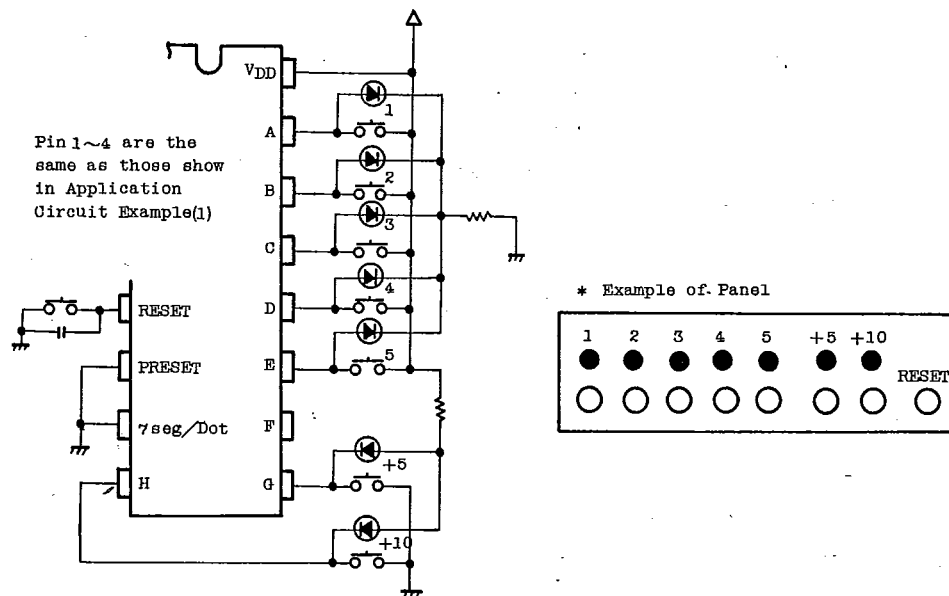 VDD
1
A
Pin 1~4 are the
same as those show
in Application
Circuit Example(1)
2
B
3
C
4
D
RESET
* Example of Panel
1 2 3 4 5 +5 +10
RESET
5
E
PRESET
7seg/Dot
F
+5
G
H
+10